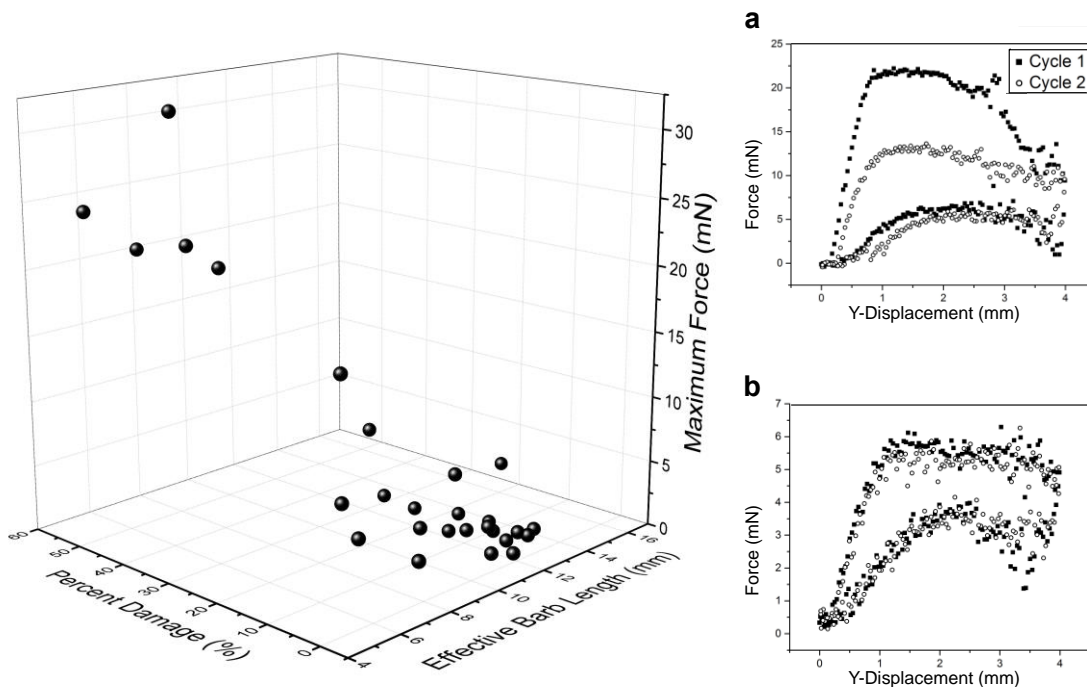 30
25
20
15
10
5
0
Maximum Force (mN)
60
50
40
30
20
10
0
Percent Damage (%)
4
6
8
10
12
14
16
Effective Barb Length (mm)
a
25
20
15
10
5
0
Force (mN)
Cycle 1
Cycle 2
0 1 2 3 4
Y-Displacement (mm)
b
7
6
5
4
3
2
1
0
Force (mN)
0 1 2 3 4
Y-Displacement (mm)